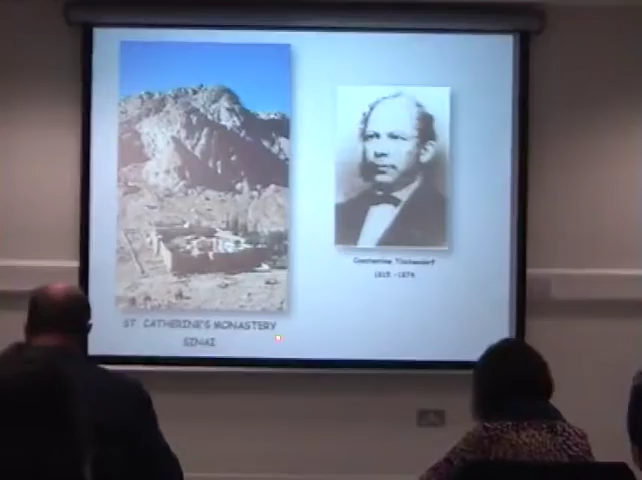 ST CATHERINE'S MONASTERY
SINAI
Constantine Tischendorf
1815 - 1874